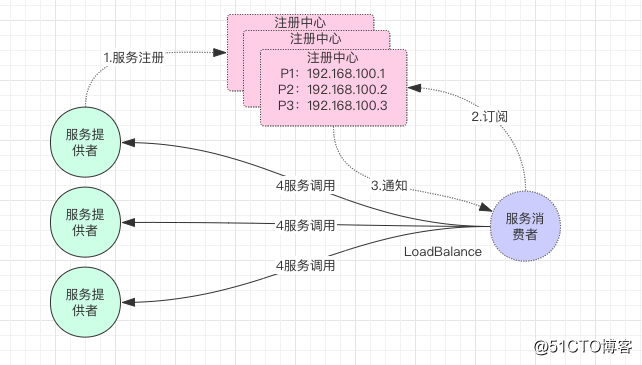 注册中心
注册中心
注册中心
P1：192.168.100.1
P2：192.168.100.2
P3：192.168.100.3
1.服务注册
2.订阅
3.通知
服务提
供者
4服务调用
服务提
供者
4服务调用
服务消
费者
LoadBalance
4服务调用
服务提
供者
@51CTO博客